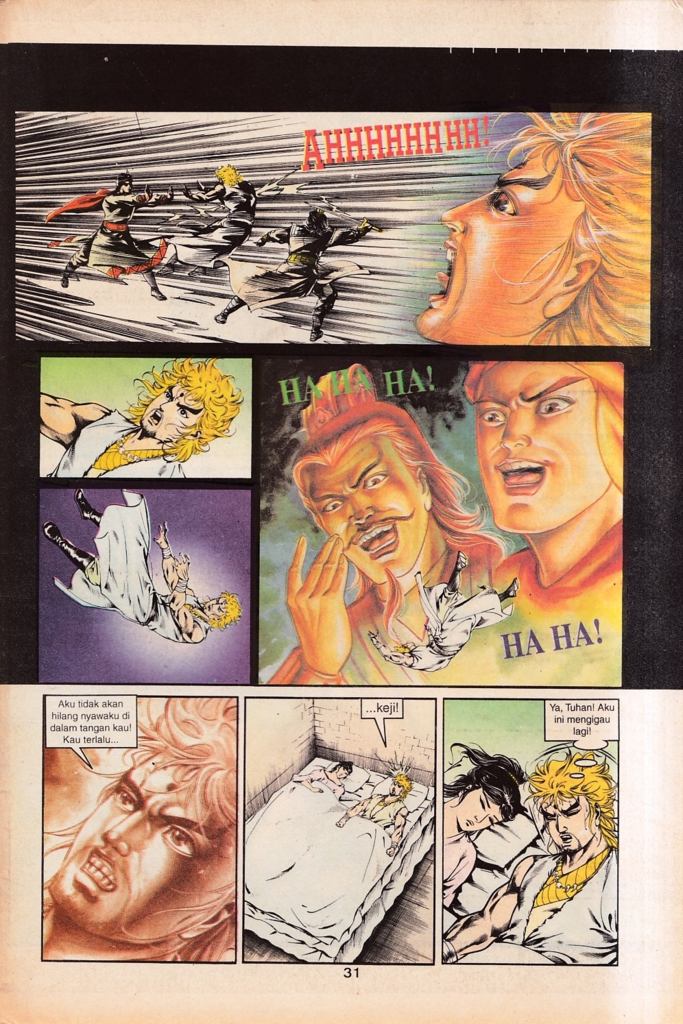 AHHHHHHHH!
HA HA HA!
HA HA!
Aku tidak akan
hilang nyawaku di
dalam tangan kau!
Kau terlalu...
...keji!
Ya, Tuhan! Aku
ini mengigau
lagi!
31